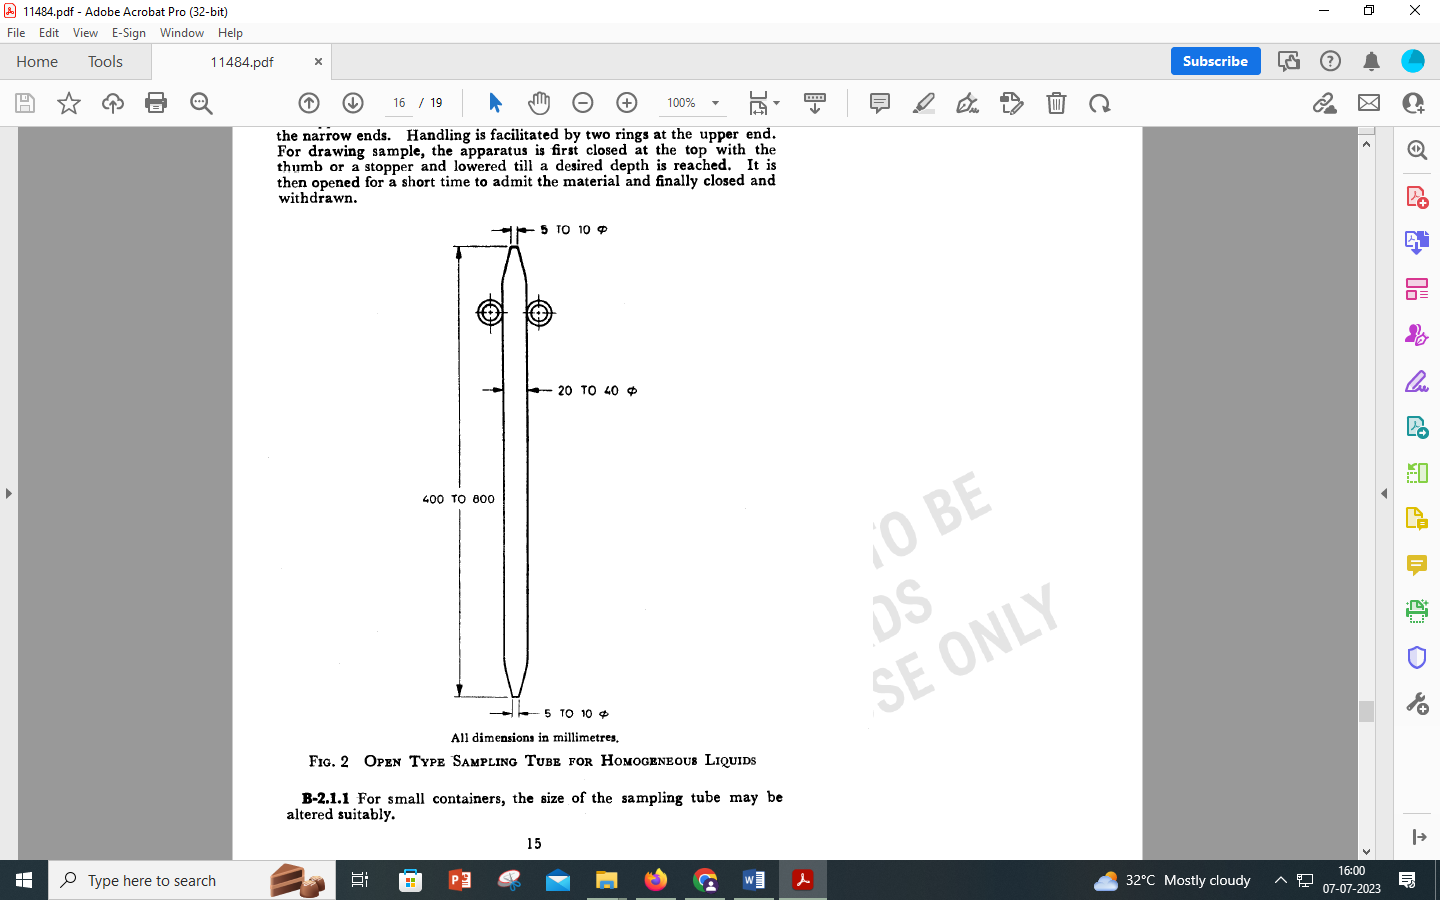 11484.pdf - Adobe Acrobat Pro (32-bit)
File Edit View E-Sign Window Help
Home Tools 11484.pdf × Subscribe
16 / 19 100%
the narrow ends. Handling is facilitated by two rings at the upper end.
For drawing sample, the apparatus is first closed at the top with the
thumb or a stopper and lowered till a desired depth is reached. It is
then opened for a short time to admit the material and finally closed and
withdrawn.
5 TO 10 φ
20 TO 40 φ
400 TO 800
5 TO 10 φ
All dimensions in millimetres.
FIG. 2 OPEN TYPE SAMPLING TUBE FOR HOMOGENEOUS LIQUIDS
B-2.1.1 For small containers, the size of the sampling tube may be
altered suitably.
15
TO BE
DS
SE ONLY
Type here to search
32°C Mostly cloudy
16:00
07-07-2023